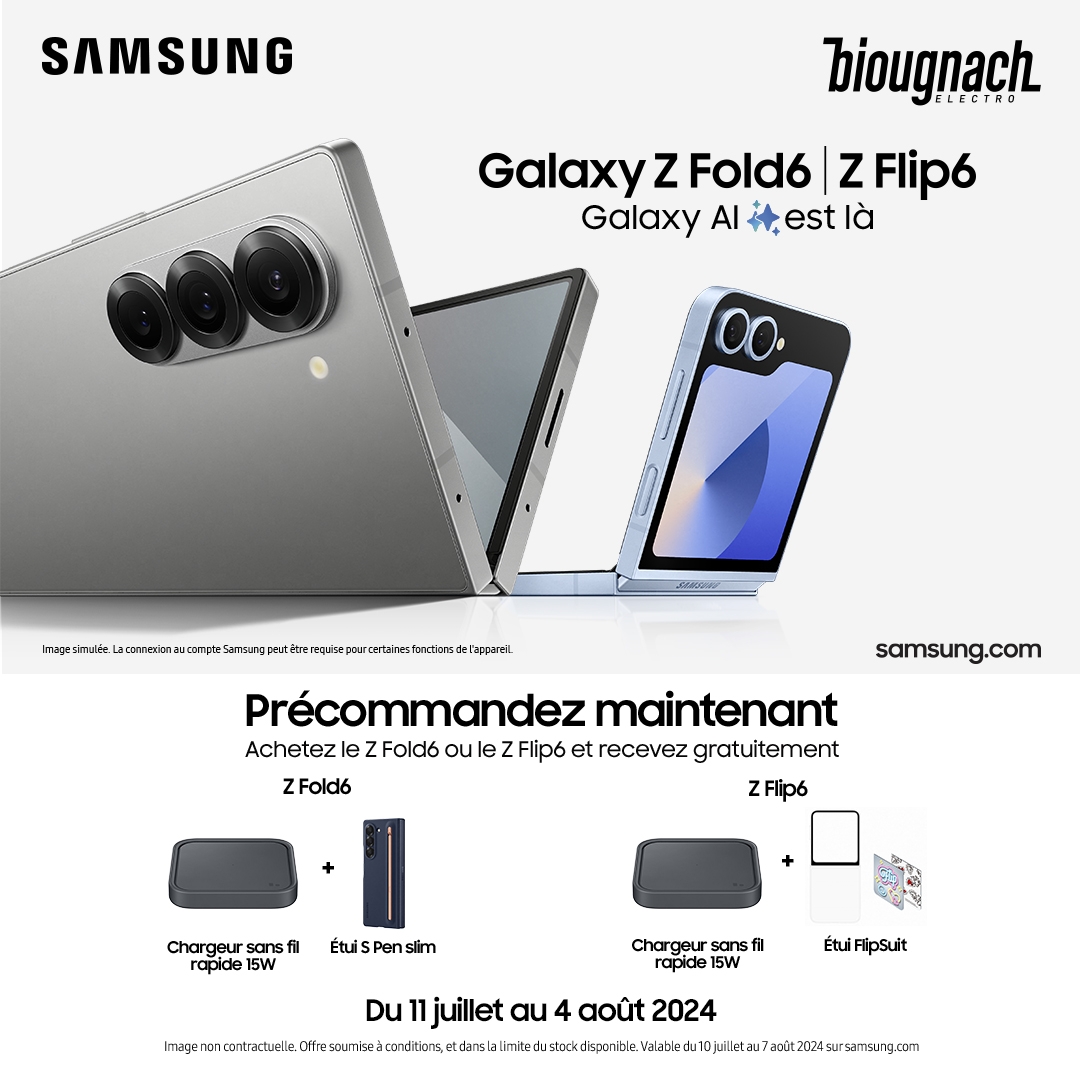 SAMSUNG
biougnach
ELECTRO
Galaxy Z Fold6 | Z Flip6
Galaxy AI est là
SAMSUNG
Image simulée. La connexion au compte Samsung peut être requise pour certaines fonctions de l'appareil.
samsung.com
Précommandez maintenant
Achetez le Z Fold6 ou le Z Flip6 et recevez gratuitement
Z Fold6
Z Flip6
+
+
Chargeur sans fil
rapide 15W
Étui S Pen slim
Chargeur sans fil
rapide 15W
Étui FlipSuit
Du 11 juillet au 4 août 2024
Image non contractuelle. Offre soumise à conditions, et dans la limite du stock disponible. Valable du 10 juillet au 7 août 2024 sur samsung.com